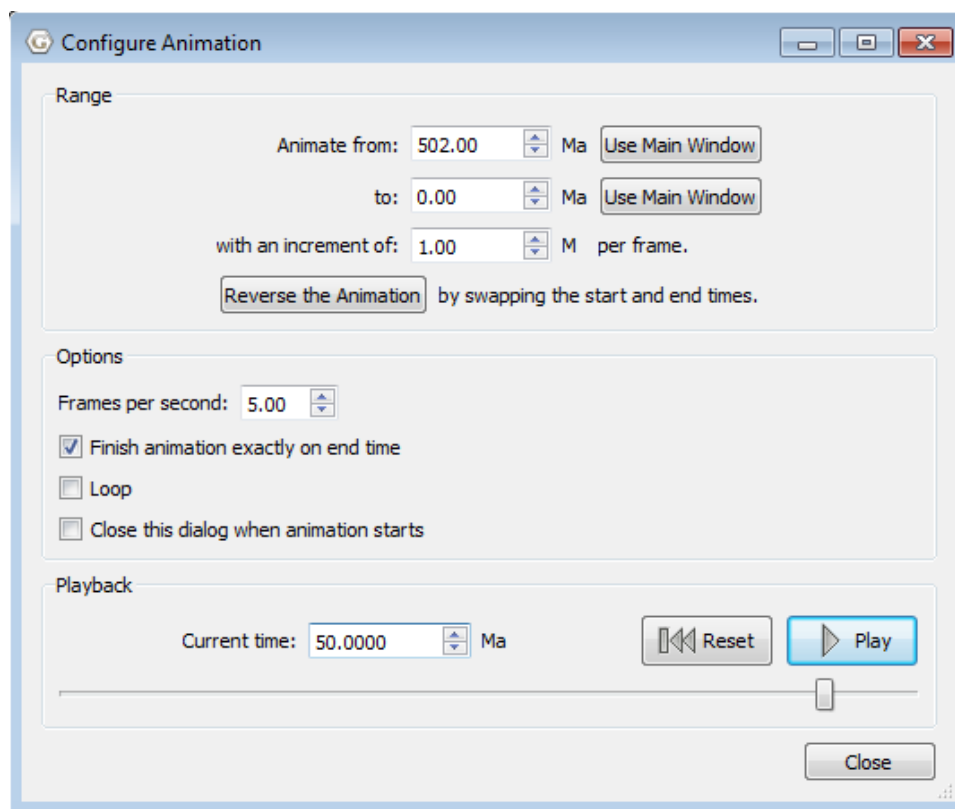 Configure Animation
Range
Animate from: 502.00 Ma Use Main Window
to: 0.00 Ma Use Main Window
with an increment of: 1.00 M per frame.
Reverse the Animation by swapping the start and end times.
Options
Frames per second: 5.00
Finish animation exactly on end time
Loop
Close this dialog when animation starts
Playback
Current time: 50.0000 Ma Reset Play
Close